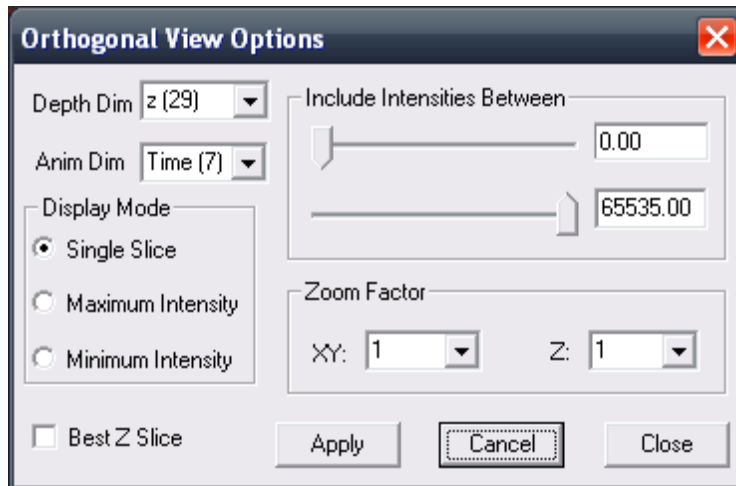 Orthogonal View Options
Depth Dim z (29)
Anim Dim Time (7)
Display Mode
Single Slice
Maximum Intensity
Minimum Intensity
Include Intensities Between
0.00
65535.00
Zoom Factor
XY: 1 Z: 1
Best Z Slice
Apply Cancel Close